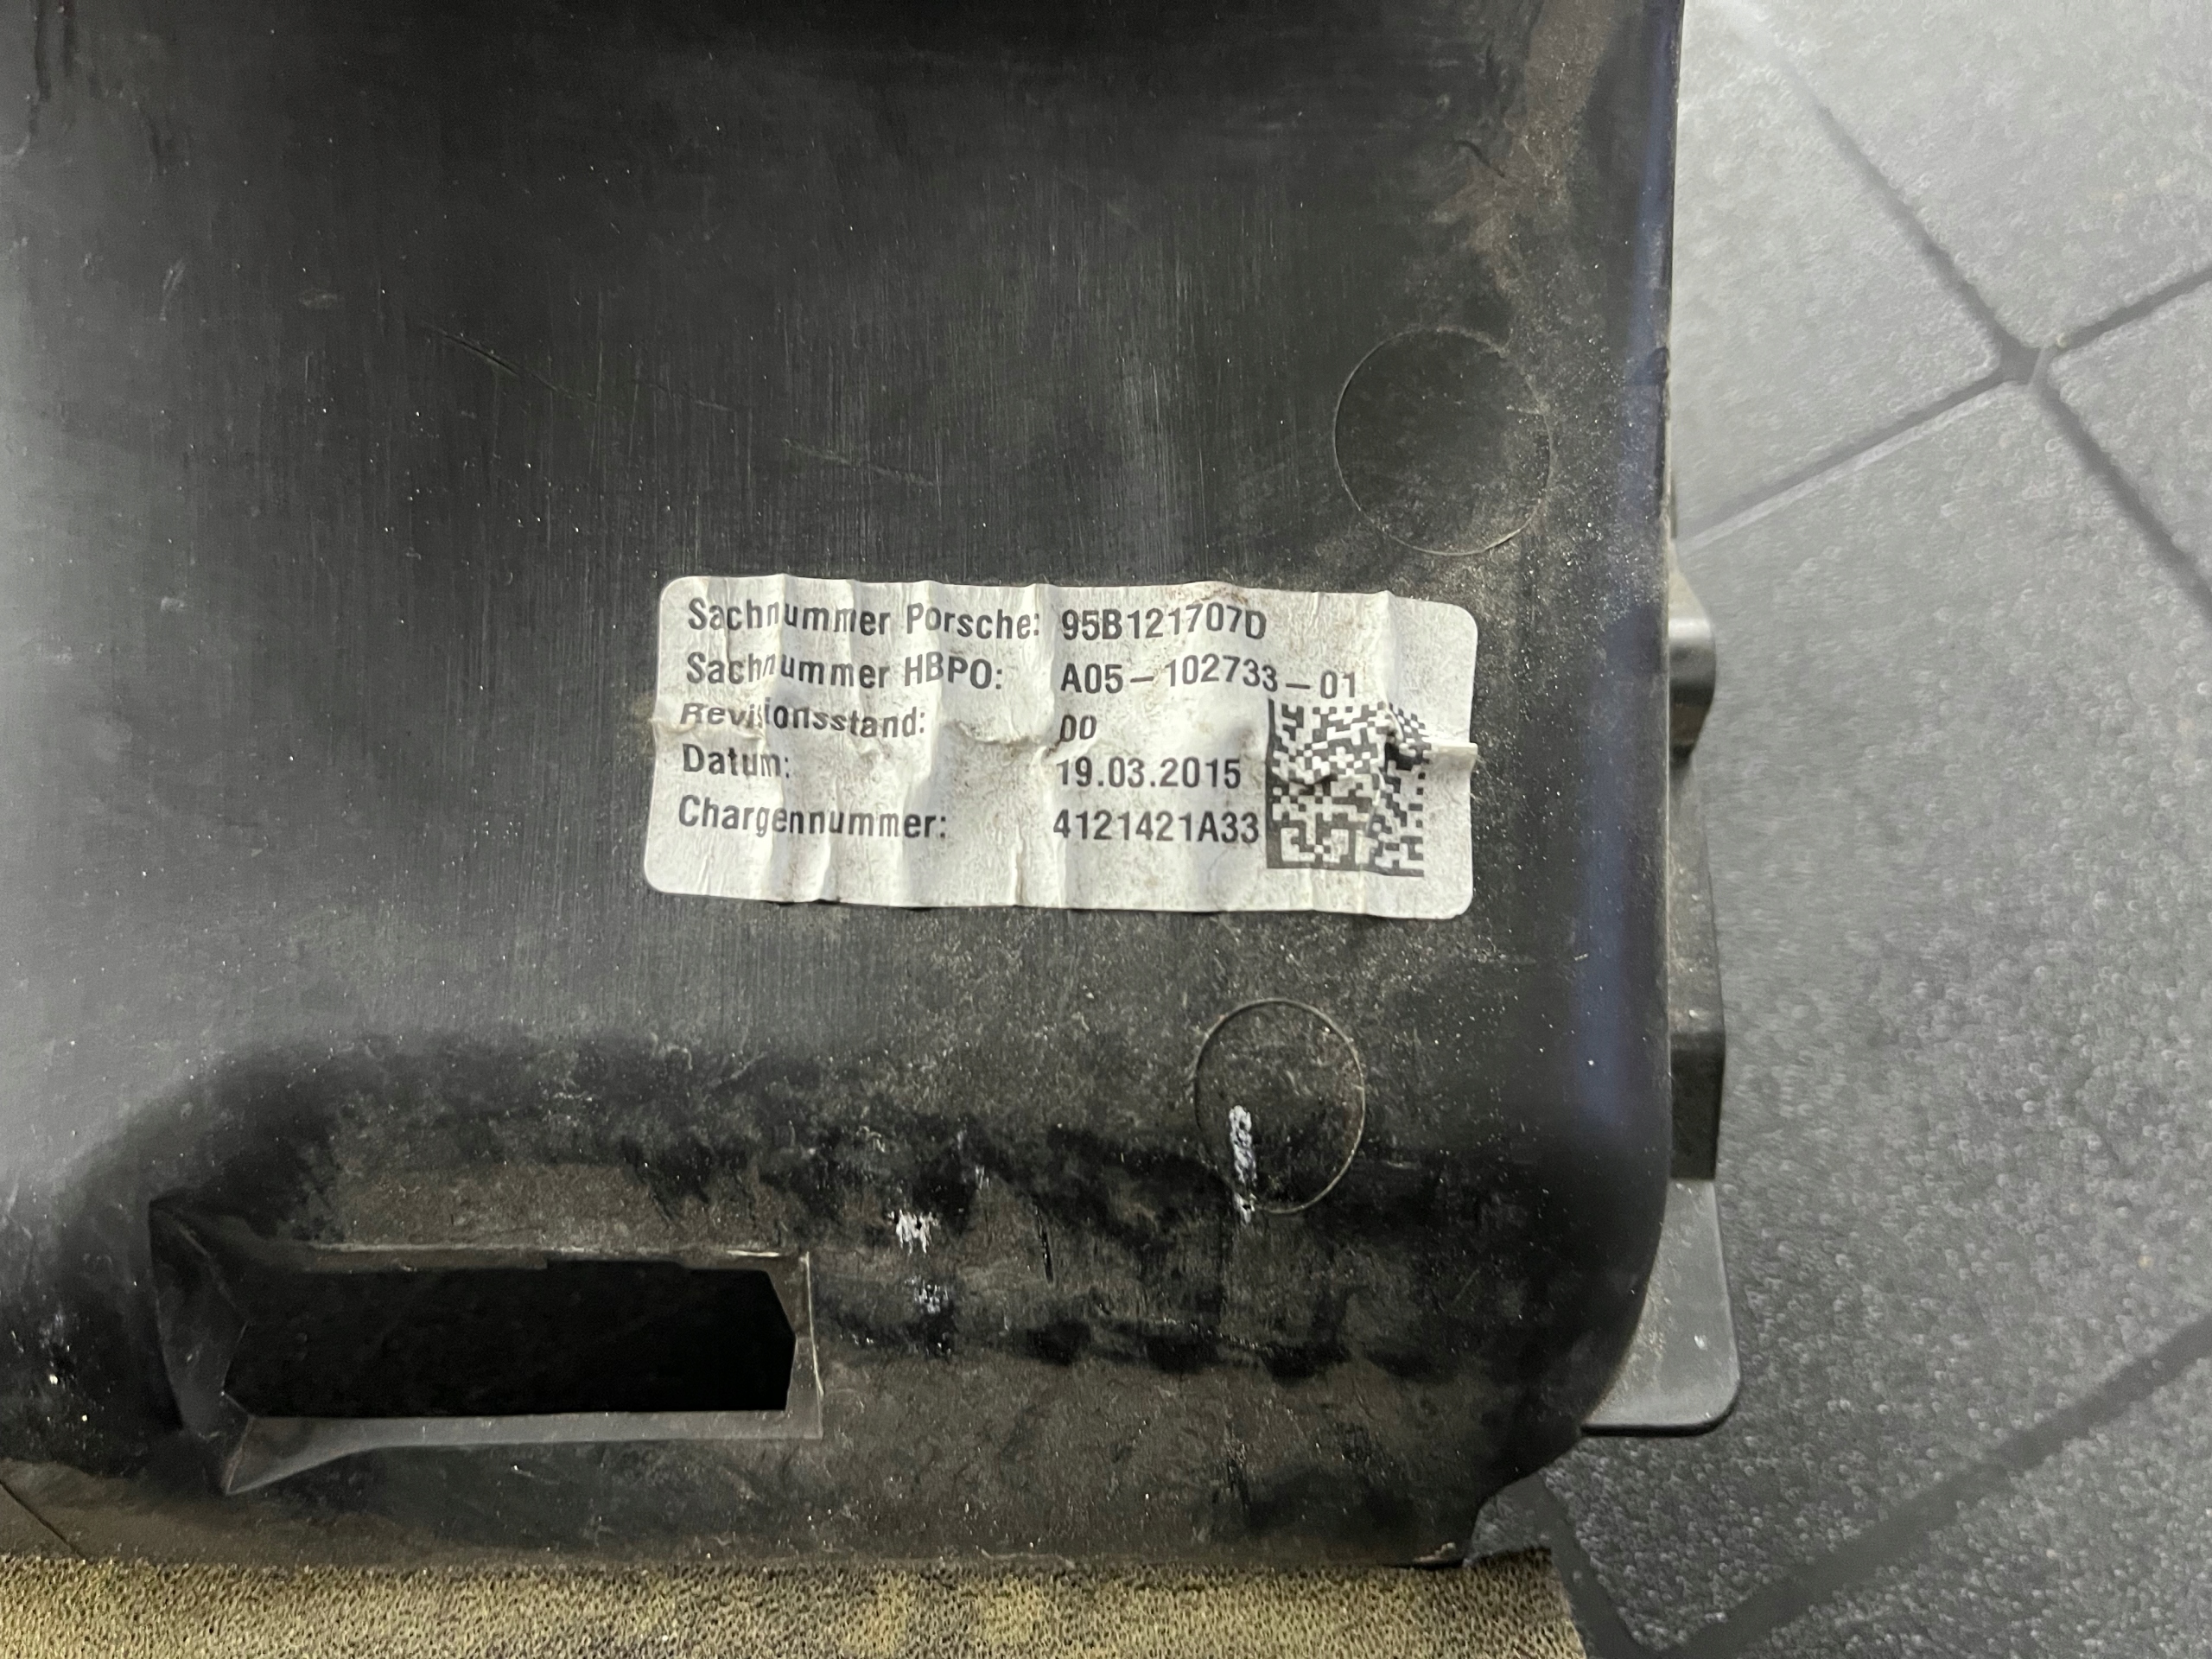 Sachnummer Porsche: 95B121707D
Sachnummer HBPO: A05-102733-01
Revisionsstand: 00
Datum: 19.03.2015
Chargennummer: 4121421A33